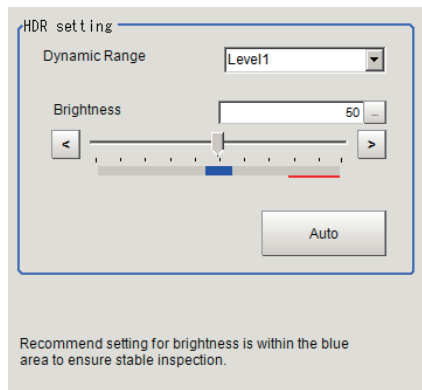 HDR setting
Dynamic Range Level1
Brightness 50 ...
< >
Auto
Recommend setting for brightness is within the blue
area to ensure stable inspection.